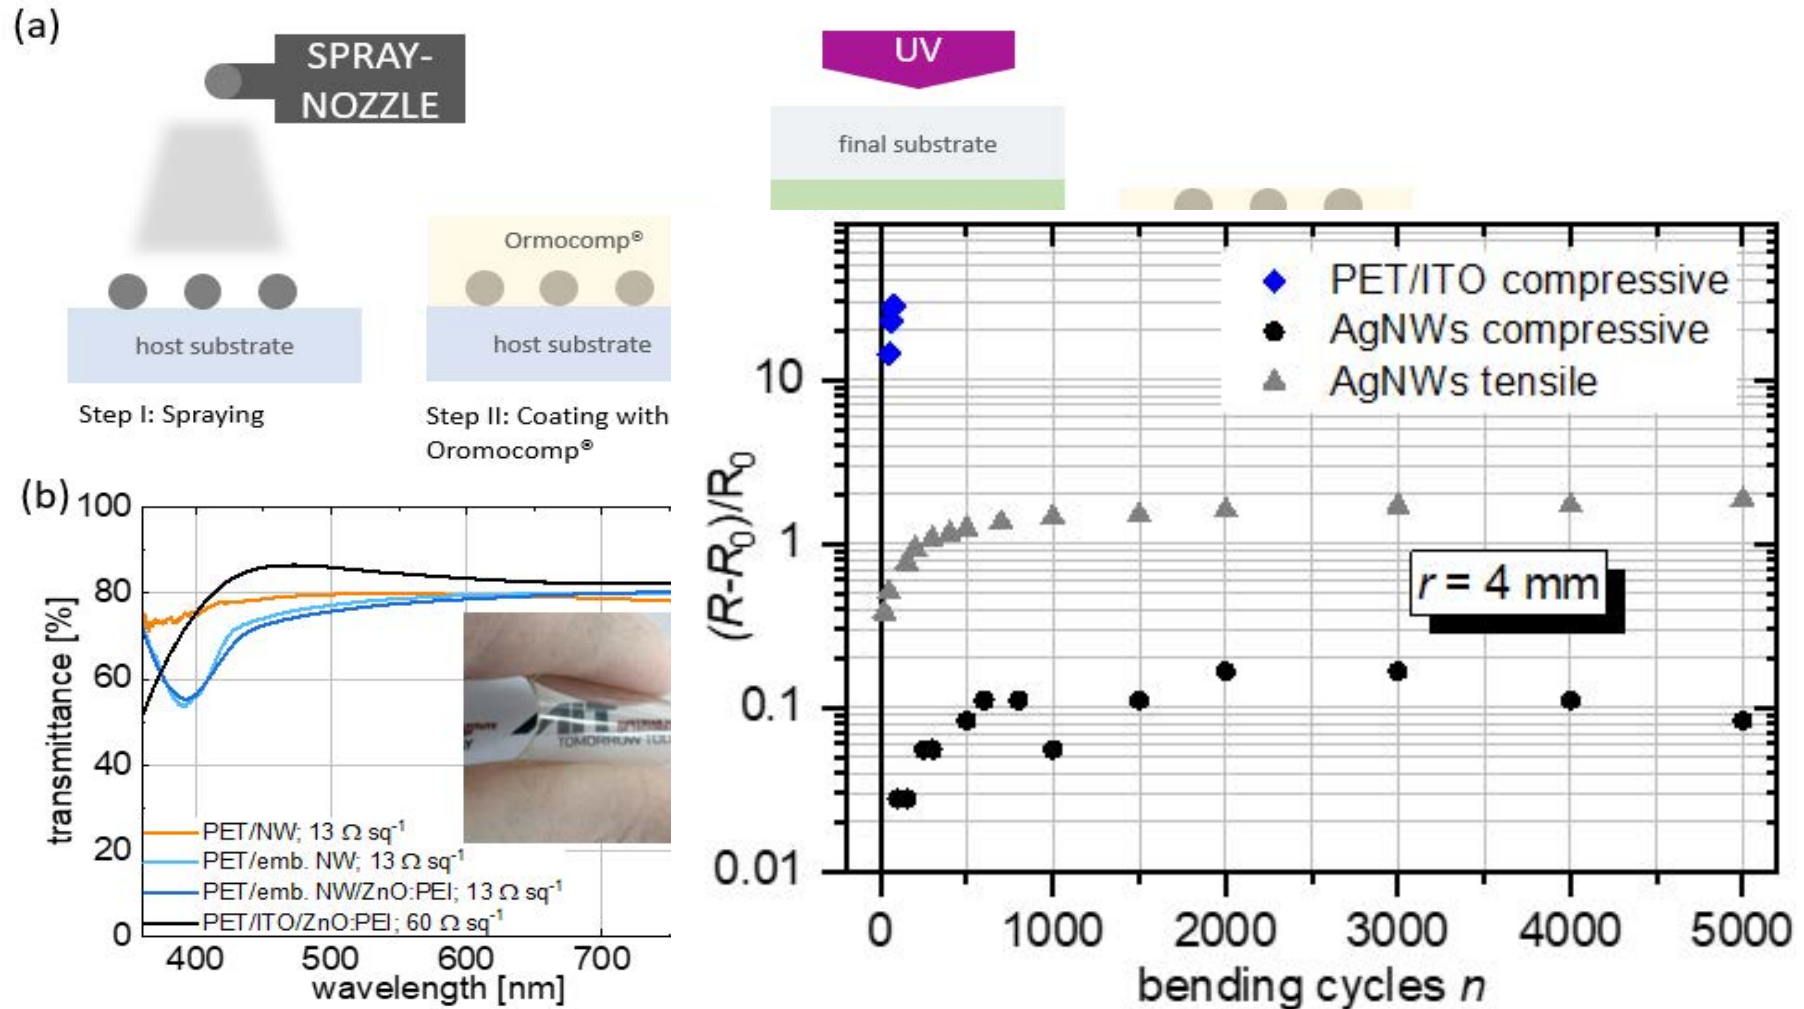 (a)
SPRAY-
NOZZLE
host substrate
Step I: Spraying
Ormocomp®
host substrate
Step II: Coating with
Oromocomp®
UV
final substrate
(b)
transmittance [%]
100
80
60
40
20
0
400
500
600
700
wavelength [nm]
PET/NW; 13 Ω sq⁻¹
PET/emb. NW; 13 Ω sq⁻¹
PET/emb. NW/ZnO:PEI; 13 Ω sq⁻¹
PET/ITO/ZnO:PEI; 60 Ω sq⁻¹
TOMORROW
PET/ITO compressive
AgNWs compressive
AgNWs tensile
r = 4 mm
(R-R₀)/R₀
10
1
0.1
0.01
0
1000
2000
3000
4000
5000
bending cycles n